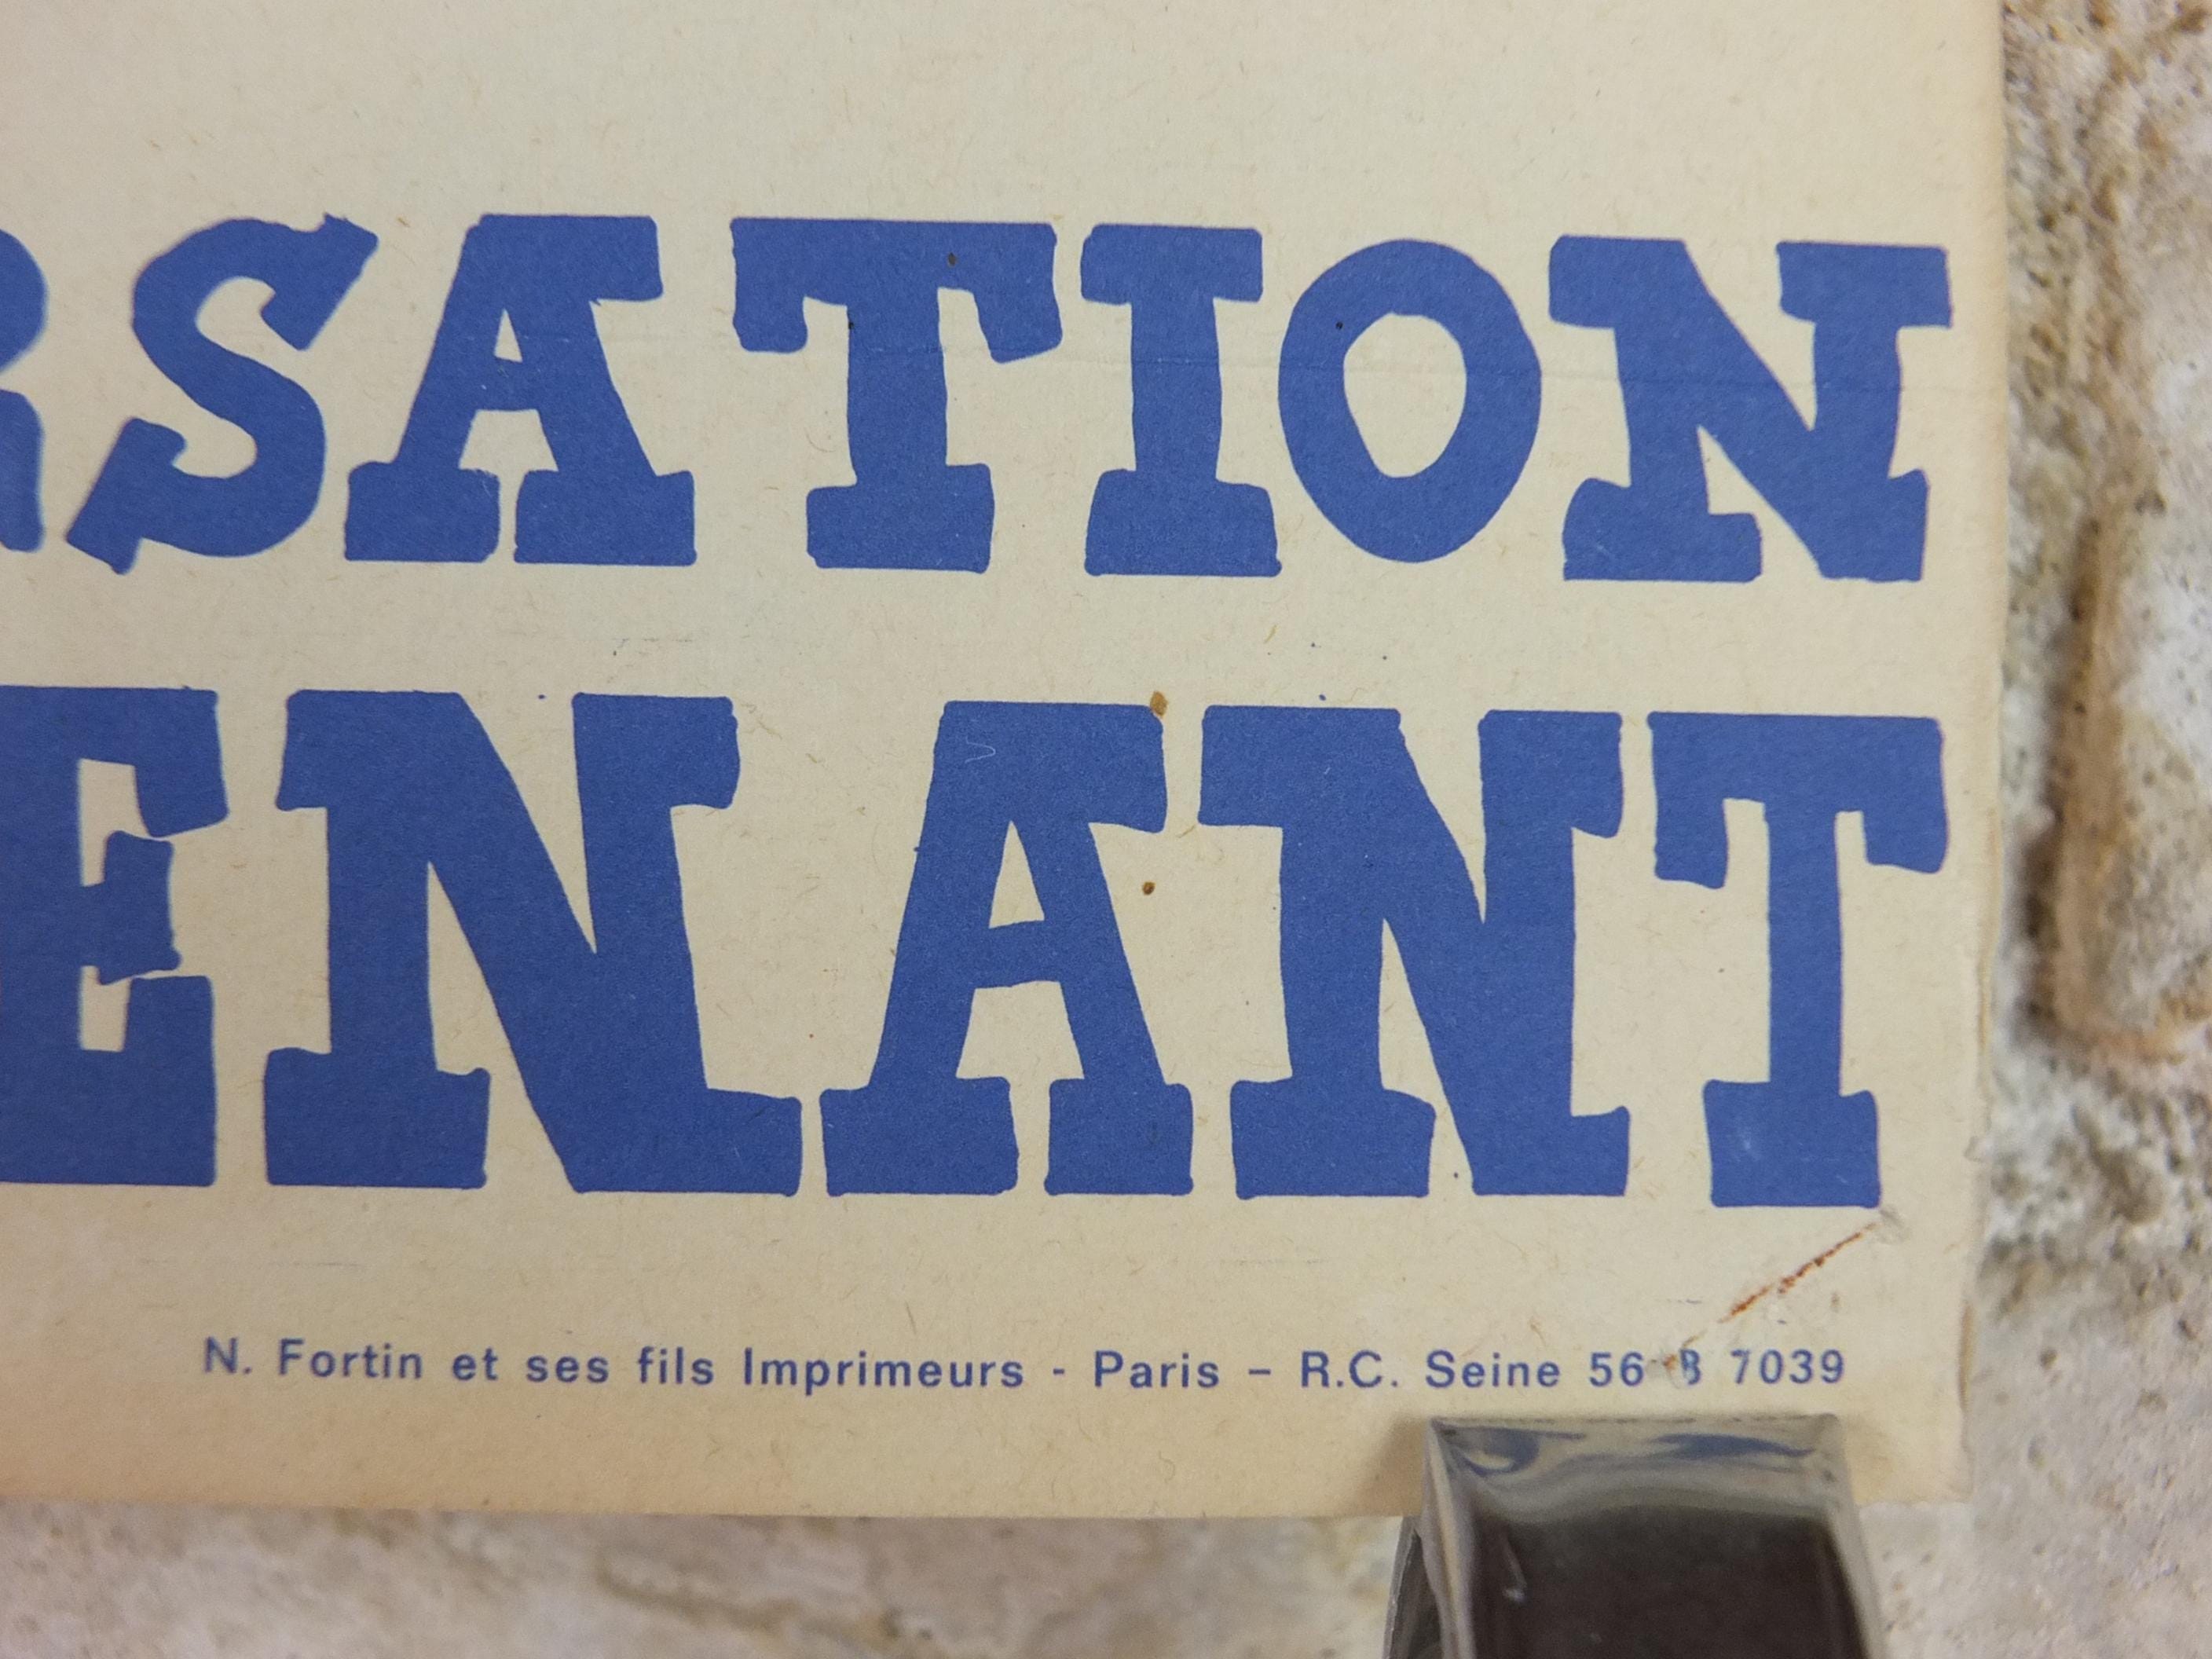 RSATION
ENANT
N. Fortin et ses fils Imprimeurs - Paris – R.C. Seine 56 B 7039